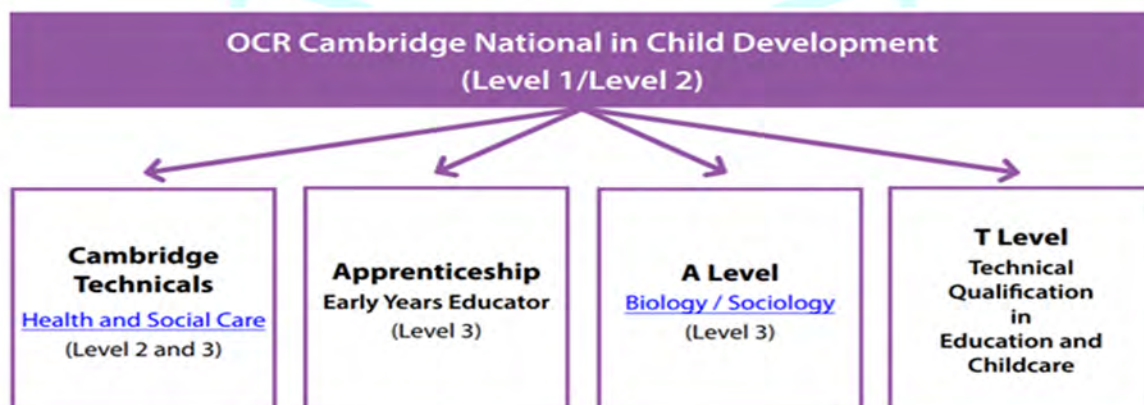 OCR Cambridge National in Child Development
(Level 1/Level 2)
Cambridge
Technicals
Health and Social Care
(Level 2 and 3)
Apprenticeship
Early Years Educator
(Level 3)
A Level
Biology / Sociology
(Level 3)
T Level
Technical
Qualification
in
Education and
Childcare